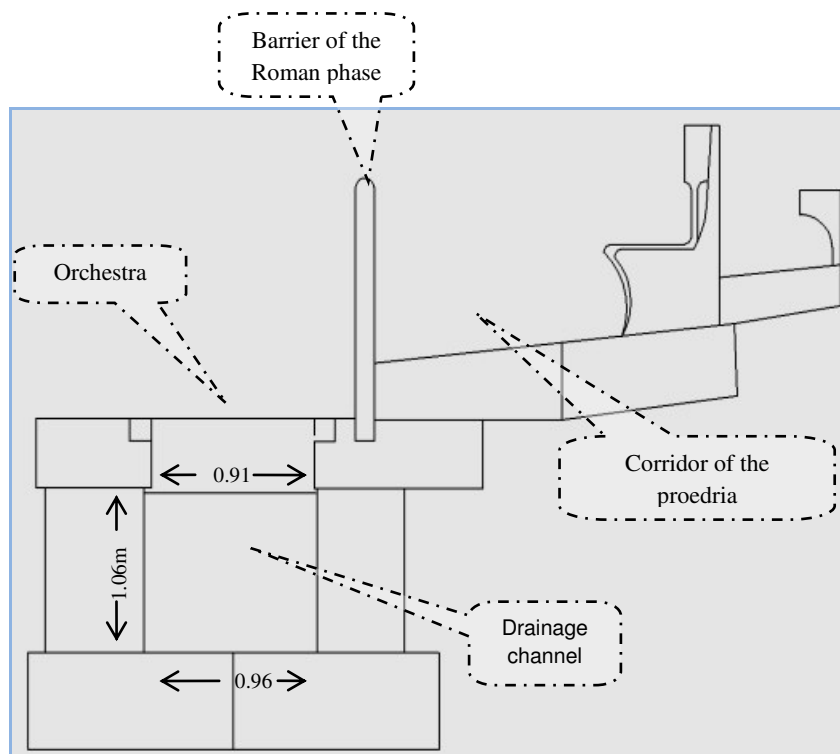 Barrier of the
Roman phase
Orchestra
0.91
Corridor of the
proedria
1.06m
Drainage
channel
0.96